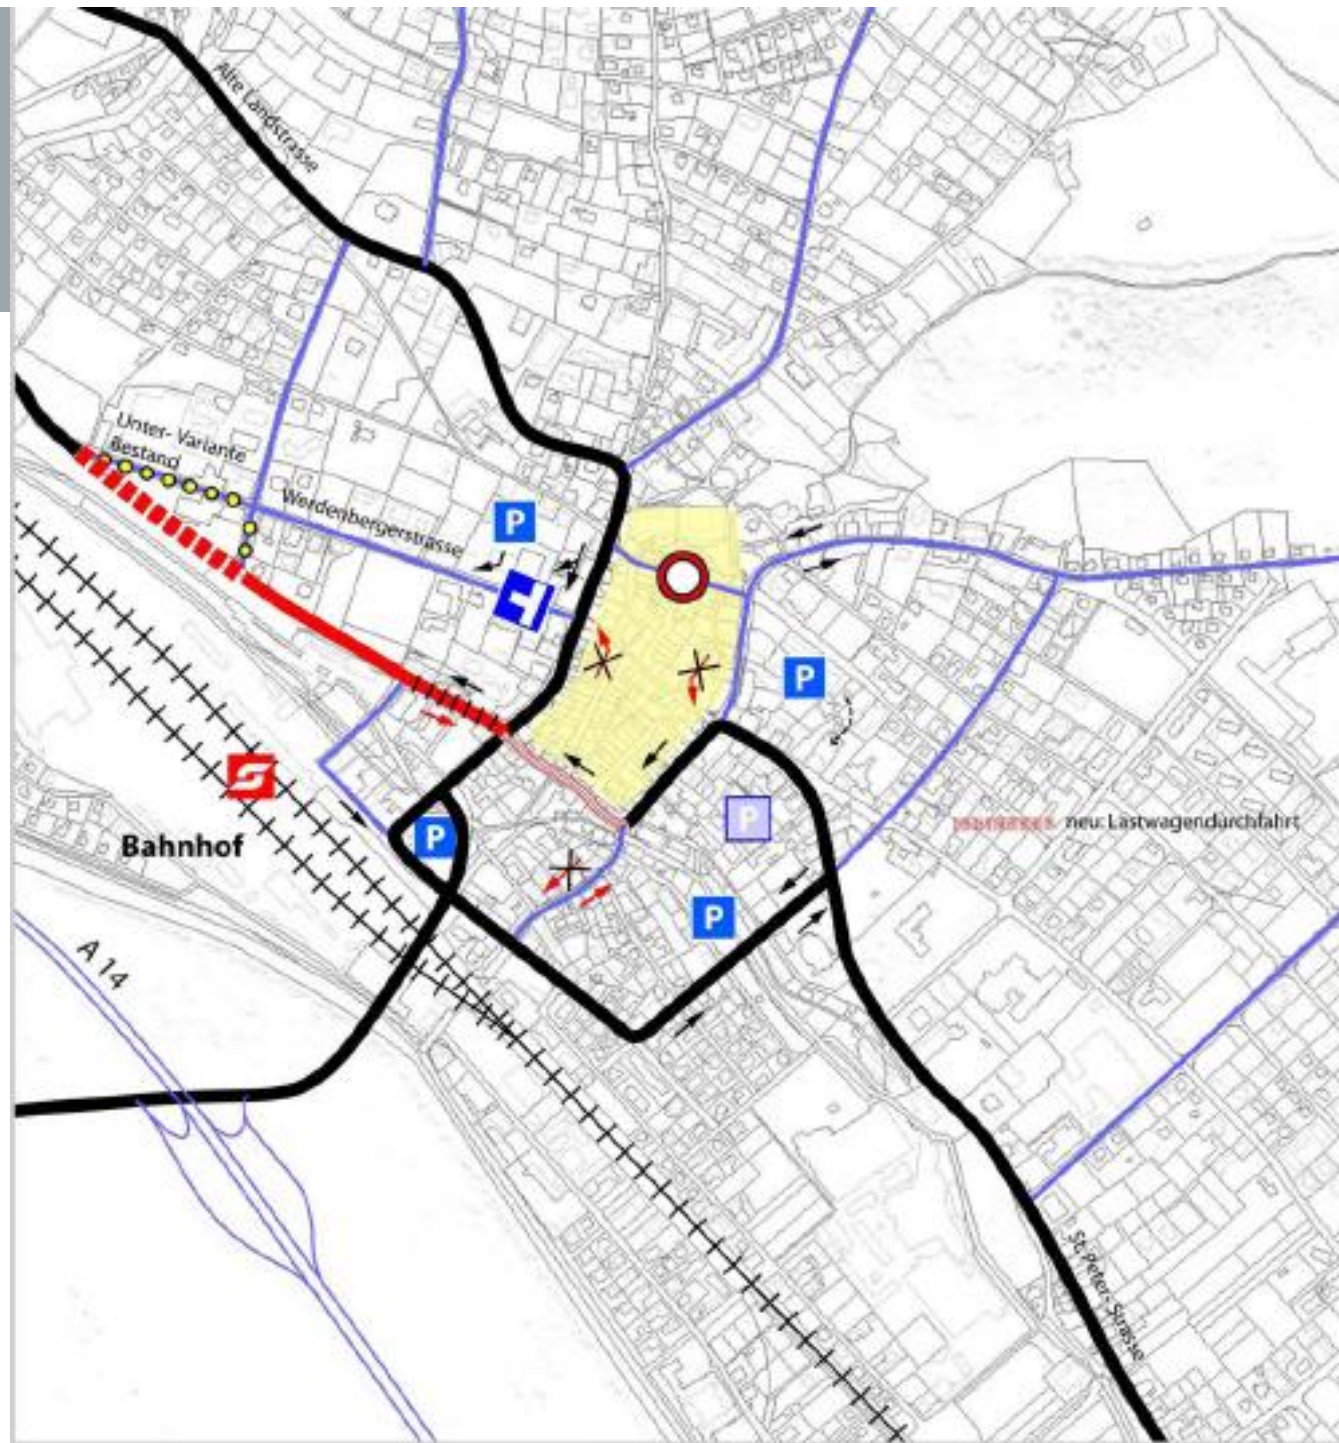 Alte Landstrasse
Unter- Variante
Bestand
Werdenbergerstrasse
P
P
P
P
P
Bahnhof
neu: Lastwagendurchfahrt
A 14
St. Peter- Strasse